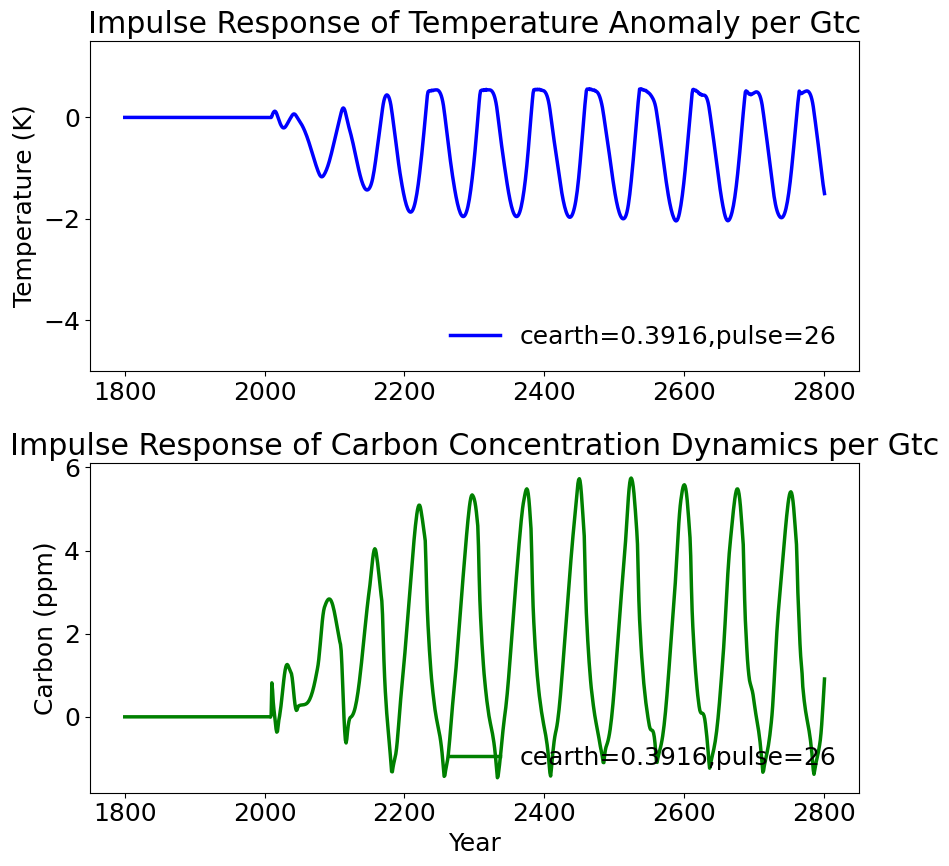 Impulse Response of Temperature Anomaly per Gtc
Temperature (K)
0
−2
−4
cearth=0.3916,pulse=26
1800 2000 2200 2400 2600 2800
Impulse Response of Carbon Concentration Dynamics per Gtc
Carbon (ppm)
6
4
2
0
cearth=0.3916,pulse=26
1800 2000 2200 2400 2600 2800
Year